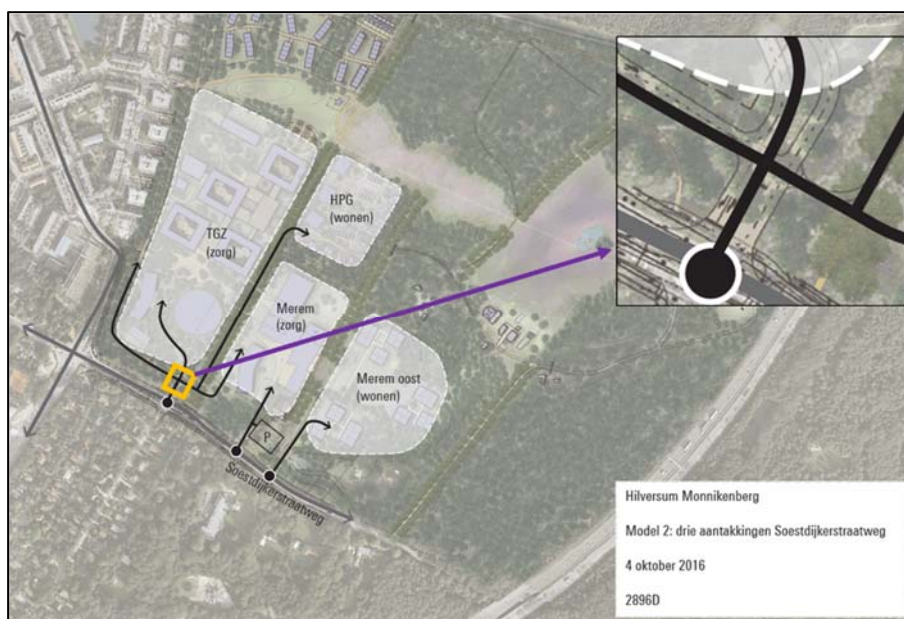 HPG
(wonen)
TGZ
(zorg)
Merem
(zorg)
Merem oost
(wonen)
P
Soestdijkerstraatweg
Hilversum Monnikenberg
Model 2: drie aantakkingen Soestdijkerstraatweg
4 oktober 2016
2896D